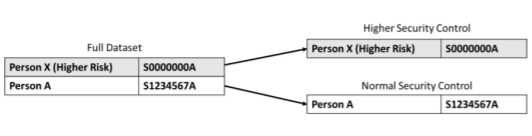 Full Dataset
Person X (Higher Risk) S0000000A
Person A S1234567A
Higher Security Control
Person X (Higher Risk) S0000000A
Normal Security Control
Person A S1234567A